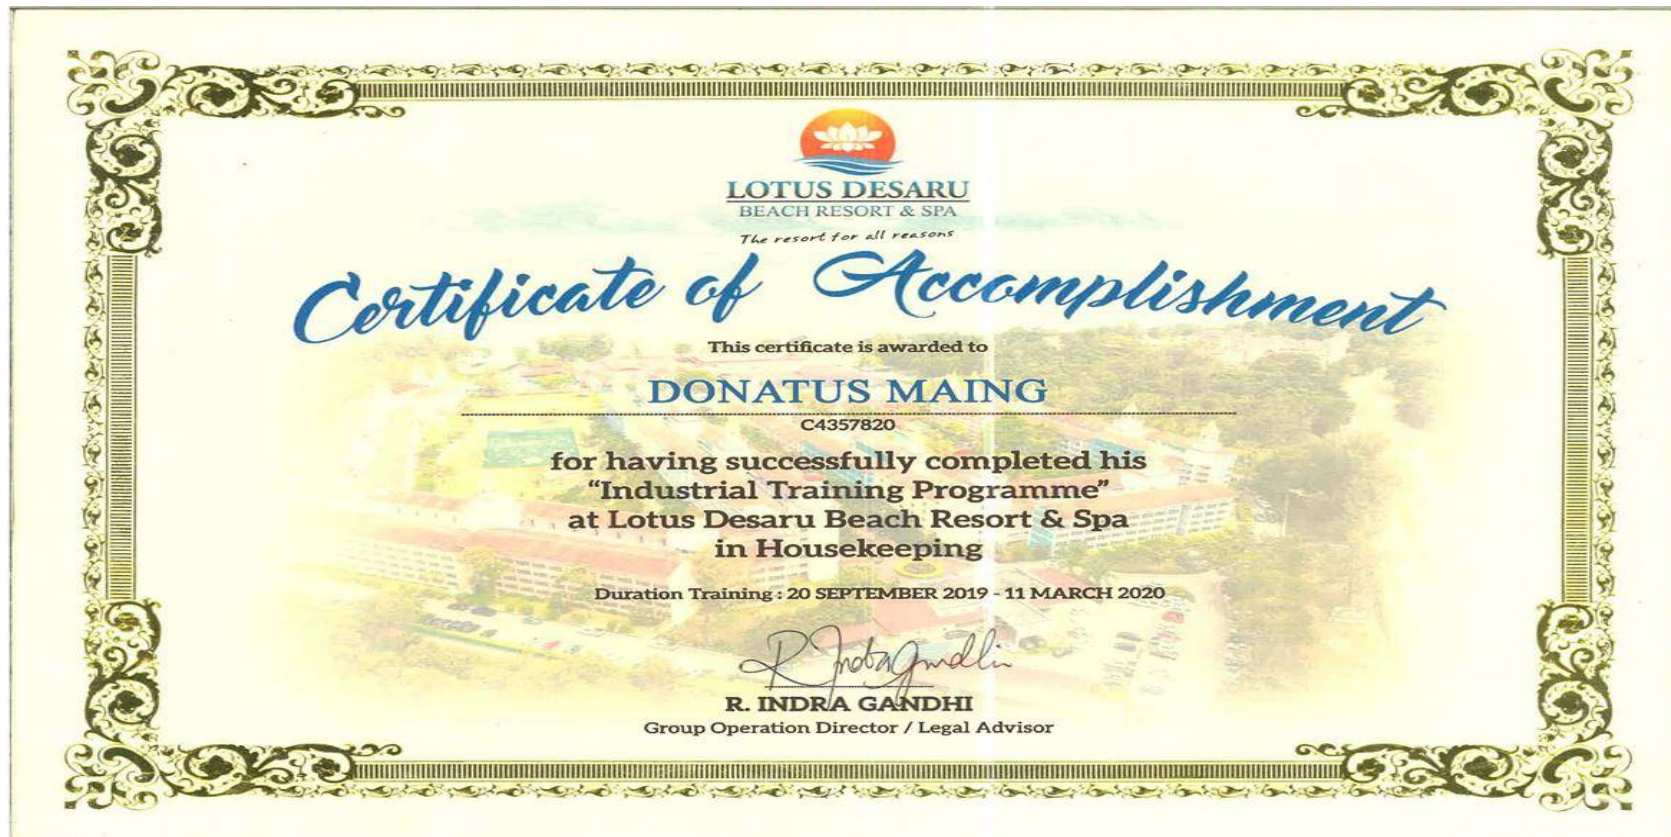 LOTUS DESARU
BEACH RESORT & SPA
The resort for all reasons
Certificate of Accomplishment
This certificate is awarded to
DONATUS MAING
C4357820
for having successfully completed his
"Industrial Training Programme"
at Lotus Desaru Beach Resort & Spa
in Housekeeping
Duration Training : 20 SEPTEMBER 2019 - 11 MARCH 2020
R Indra Gandhi
R. INDRA GANDHI
Group Operation Director / Legal Advisor